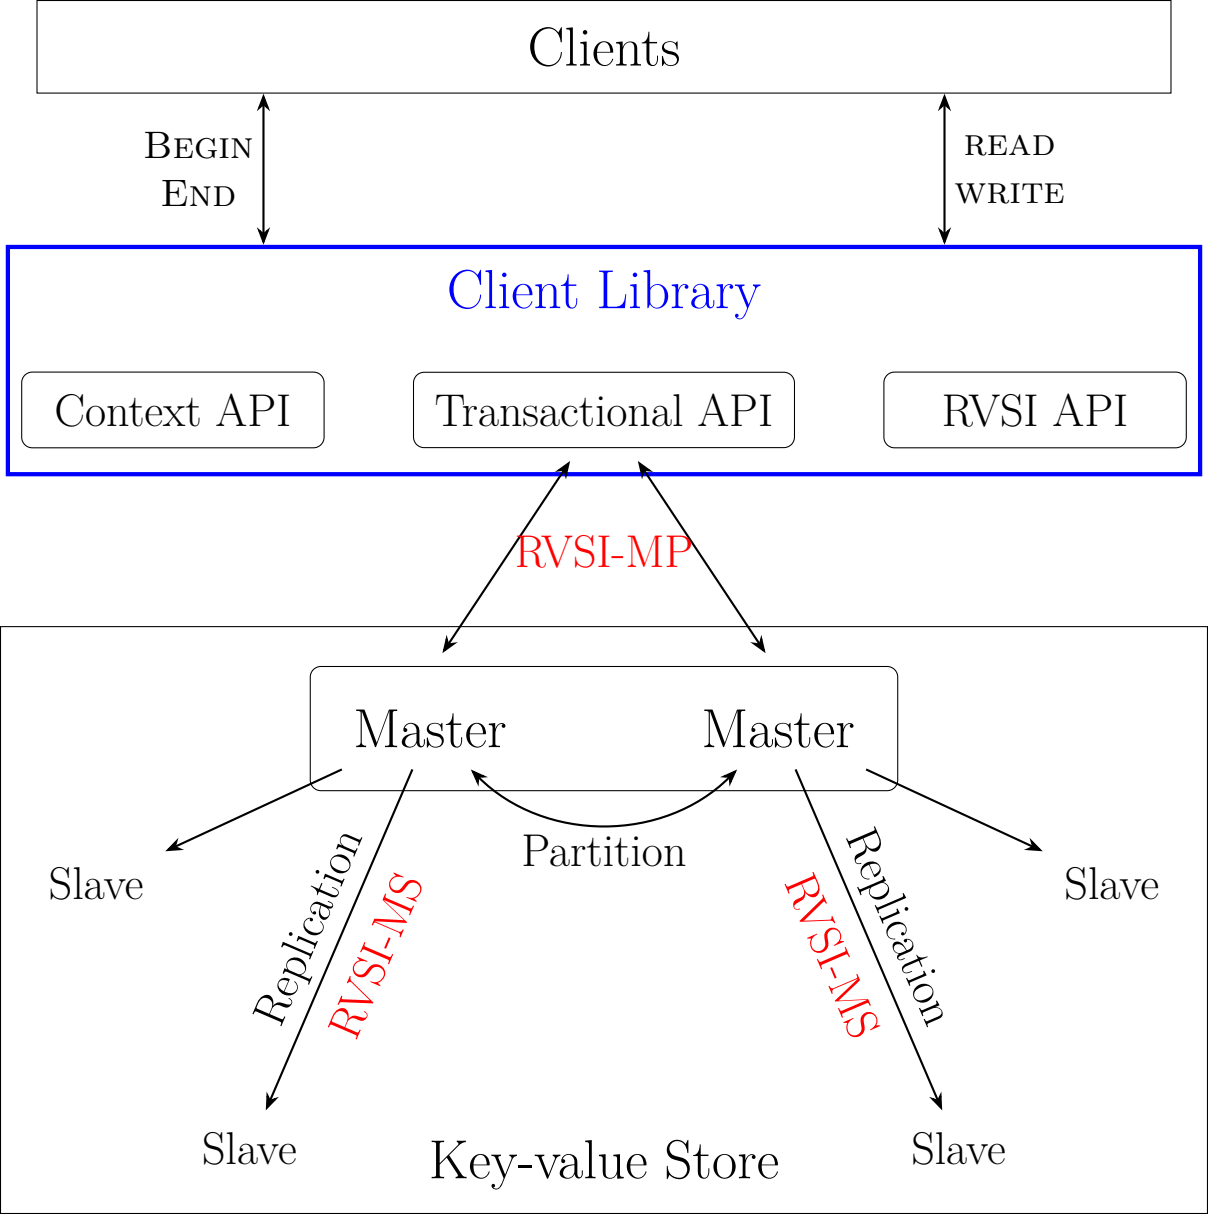 Clients
BEGIN
END
READ
WRITE
Client Library
Context API
Transactional API
RVSI API
RVSI-MP
Master
Master
Partition
Slave
Replication
RVSI-MS
RVSI-MS
Replication
Slave
Slave
Key-value Store
Slave